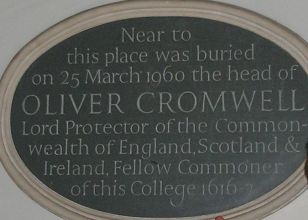 Near to
this place was buried
on 25 March 1960 the head of
OLIVER CROMWELL
Lord Protector of the Common-
wealth of England, Scotland &
Ireland, Fellow Commoner
of this College 1616-7